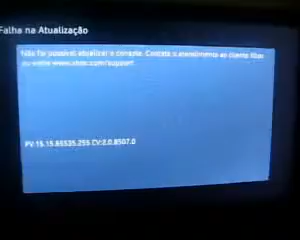 Falha na Atualização
Não foi possível atualizar o console. Contate o atendimento ao cliente Xbox
ou visite www.xbox.com/support.
PV:15.15.65535.255 CV:2.0.8507.0